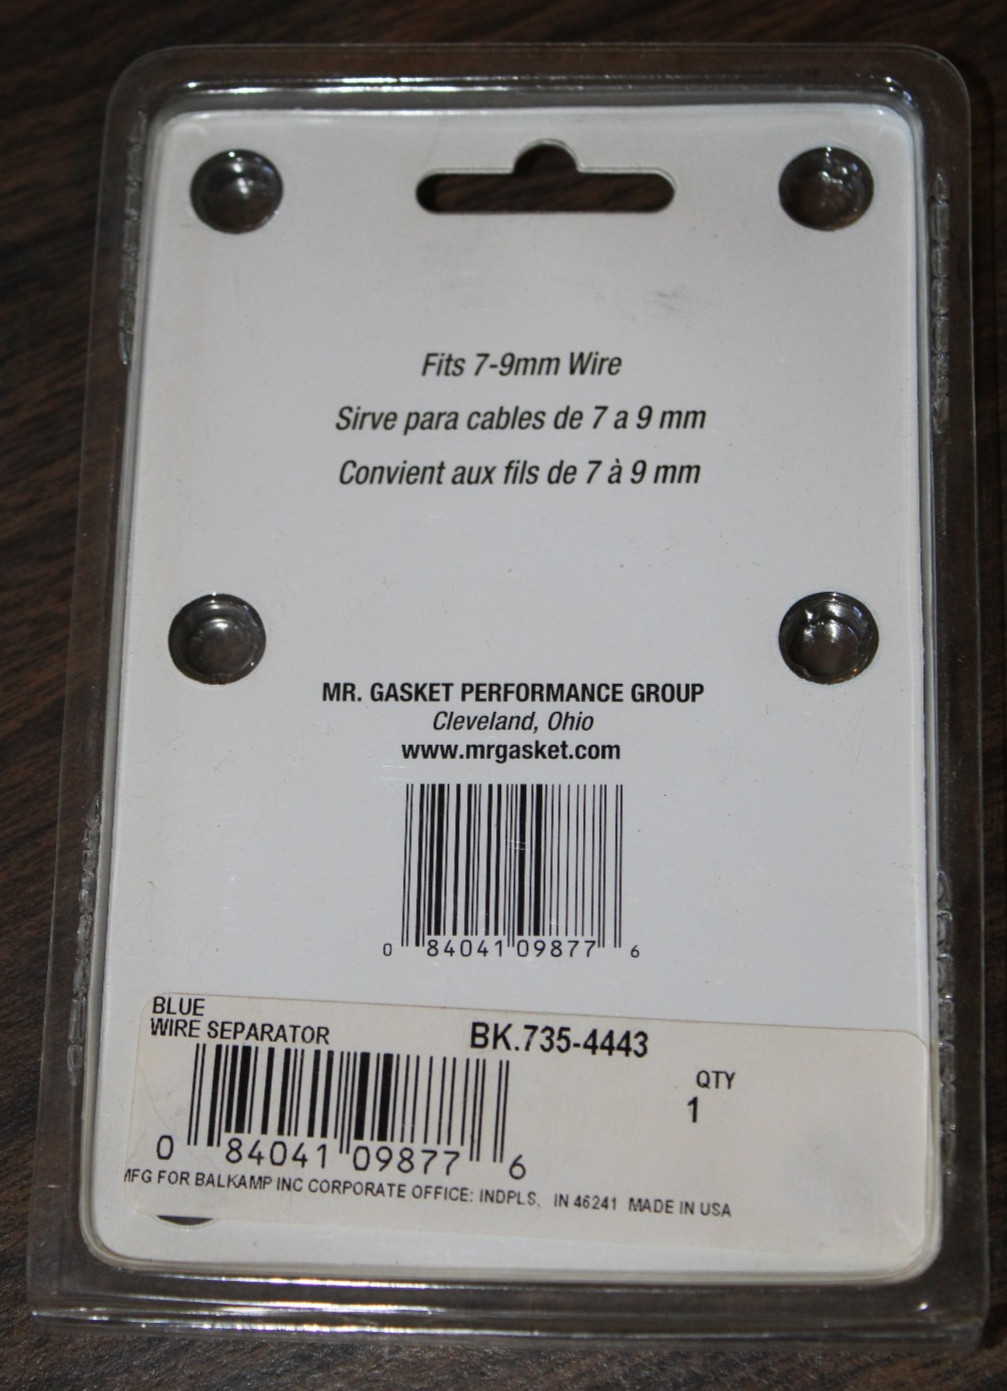 Fits 7-9mm Wire
Sirve para cables de 7 a 9 mm
Convient aux fils de 7 à 9 mm
MR. GASKET PERFORMANCE GROUP
Cleveland, Ohio
www.mrgasket.com
0 84041 09877 6
BLUE
WIRE SEPARATOR BK.735-4443
QTY
1
0 84041 09877 6
MFG FOR BALKAMP INC CORPORATE OFFICE: INDPLS, IN 46241 MADE IN USA